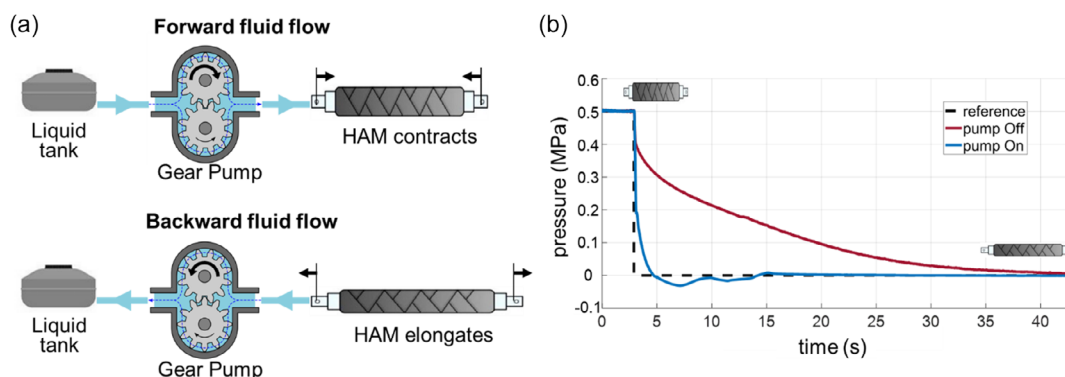 (a)
Forward fluid flow
Liquid
tank
Gear Pump
HAM contracts
Backward fluid flow
Liquid
tank
Gear Pump
HAM elongates
(b)
pressure (MPa)
0.6
0.5
0.4
0.3
0.2
0.1
0
-0.1
reference
pump Off
pump On
0 5 10 15 20 25 30 35 40
time (s)